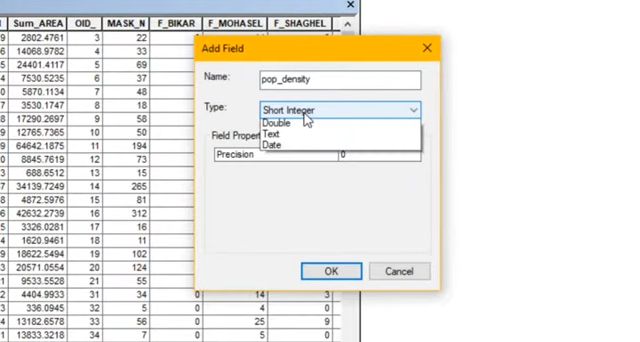 Sum_AREA OID_ MASK_N F_BIKAR F_MOHASEL F_SHAGHEL
2802.4761 3 22
14068.9782 4 33
24401.4117 5 69
7530.5235 6 37
5870.1134 7 48
3530.1747 8 18
17290.2697 9 58
12765.7365 10 50
64642.1875 11 194
8845.7619 12 73
688.6512 13 15
34139.7249 14 265
4872.5976 15 81
42632.2739 16 312
3326.0281 17 16
1620.9461 18 11
18622.5494 19 102
20571.0554 20 124
9533.5528 21 55
4404.9933 31 34 0 14 3
336.0945 32 5 0 4 0
13182.6578 33 56 0 25 9
13833.3218 34 7 0 5 0
Add Field
Name: pop_density
Type: Short Integer
Double
Text
Date
Field Proper
Precision 0
OK Cancel